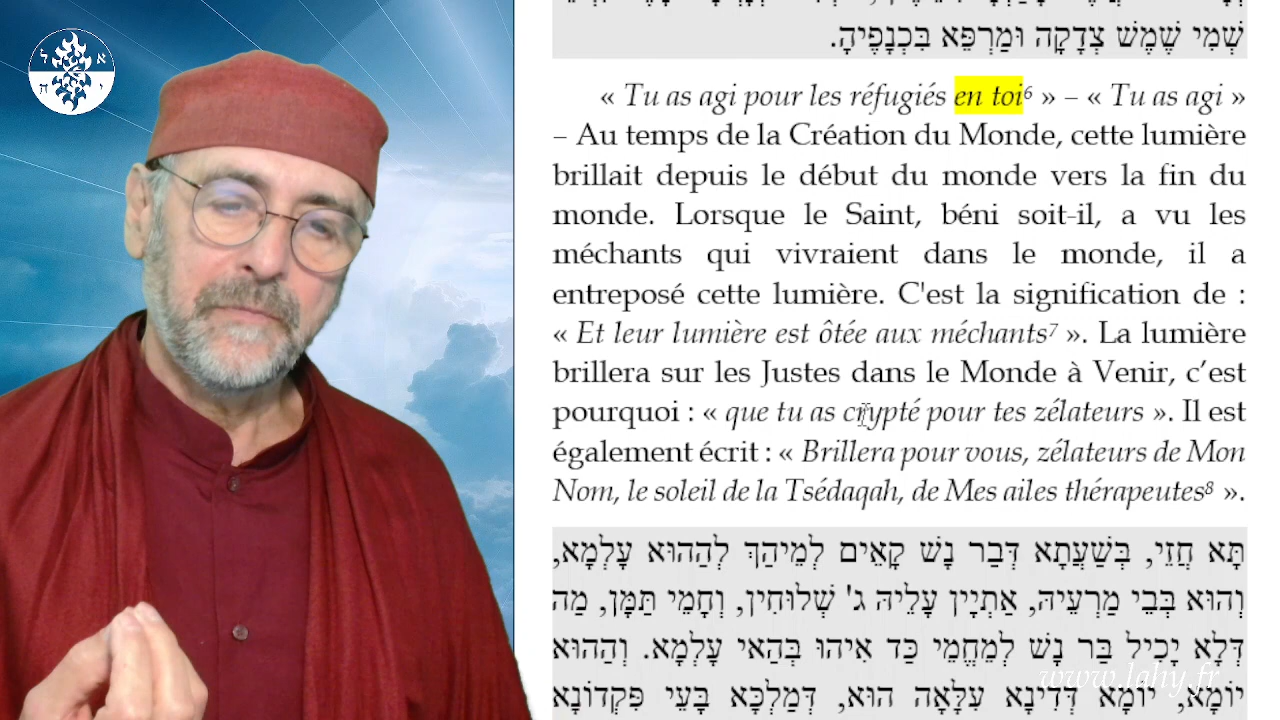 שְׁמִי שֶׁמֶשׁ צְדָקָה וּמַרְפֵּא בִּכְנָפֶיהָ.
« Tu as agi pour les réfugiés en toi⁶ » – « Tu as agi »
– Au temps de la Création du Monde, cette lumière
brillait depuis le début du monde vers la fin du
monde. Lorsque le Saint, béni soit-il, a vu les
méchants qui vivraient dans le monde, il a
entreposé cette lumière. C'est la signification de :
« Et leur lumière est ôtée aux méchants⁷ ». La lumière
brillera sur les Justes dans le Monde à Venir, c’est
pourquoi : « que tu as crypté pour tes zélateurs ». Il est
également écrit : « Brillera pour vous, zélateurs de Mon
Nom, le soleil de la Tsédaqah, de Mes ailes thérapeutes⁸ ».
תָּא חֲזֵי, בְּשַׁעֲתָא דְּבַר נָשׁ קָאֵים לְמֵיהַךְ לְהַהוּא עָלְמָא,
וְהוּא בְּבֵי מַרְעֵיהּ, אַתְיָין עָלֵיהּ ג' שְׁלוּחִין, וְחָמֵי תַּמָּן, מַה
דְּלָא יָכִיל בַּר נָשׁ לְמֵחֱמֵי כַּד אִיהוּ בְּהַאי עָלְמָא. וְהַהוּא
יוֹמָא, יוֹמָא דְּדִינָא עִלָּאָה הוּא, דְּמַלְכָּא בָּעֵי פִּקְדוֹנָא
www.lahy.fr
א ל
ה י